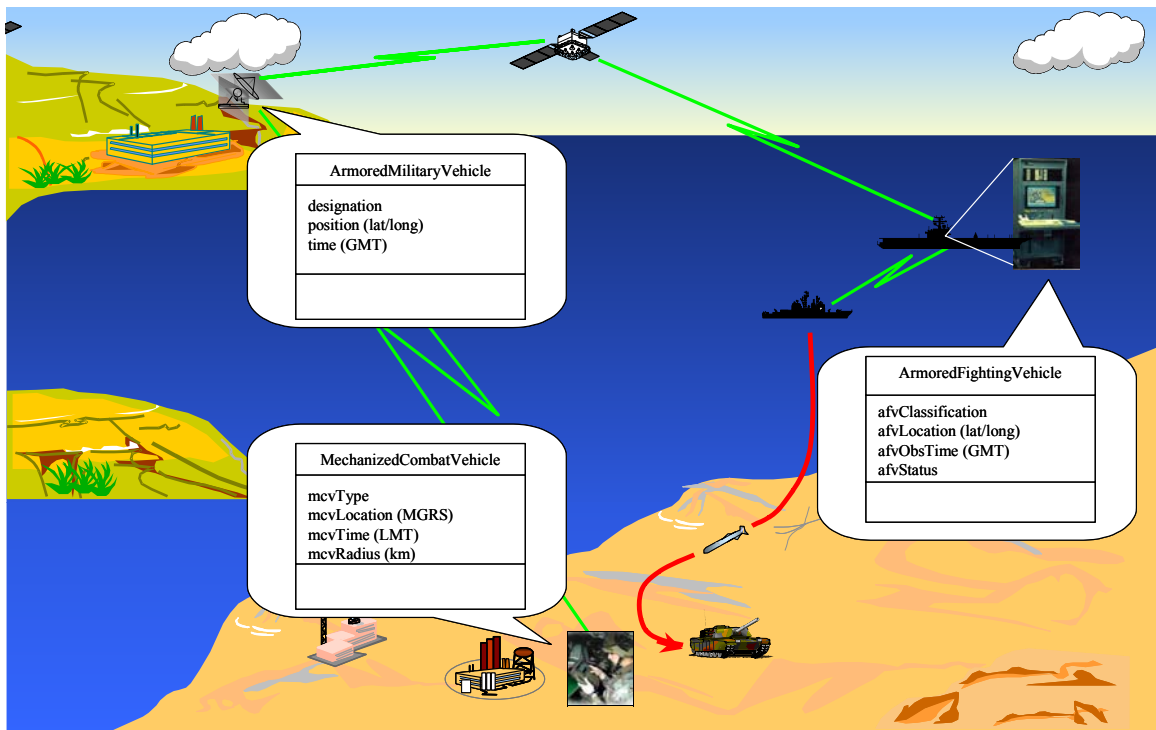 ArmoredMilitaryVehicle
designation
position (lat/long)
time (GMT)
ArmoredFightingVehicle
afvClassification
afvLocation (lat/long)
afvObsTime (GMT)
afvStatus
MechanizedCombatVehicle
mcvType
mcvLocation (MGRS)
mcvTime (LMT)
mcvRadius (km)